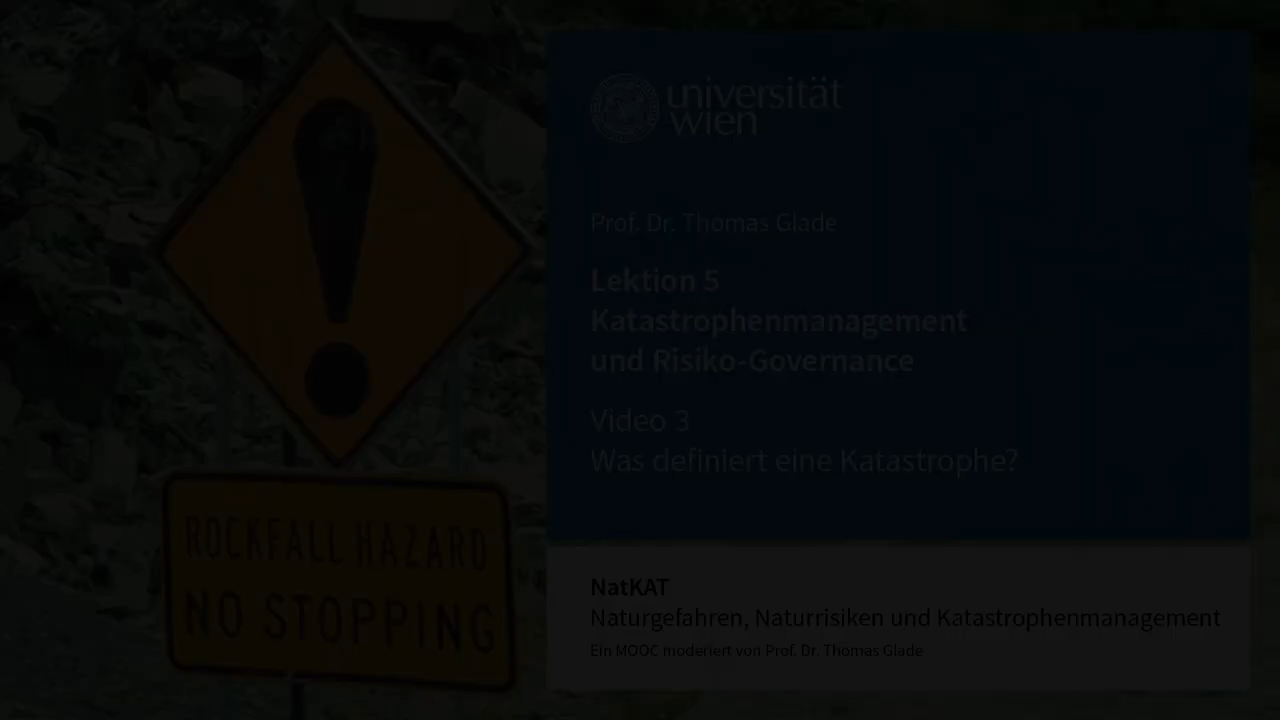 ROCKFALL HAZARD
NO STOPPING
universität
wien
Prof. Dr. Thomas Glade
Lektion 5
Katastrophenmanagement
und Risiko-Governance
Video 3
Was definiert eine Katastrophe?
NatKAT
Naturgefahren, Naturrisiken und Katastrophenmanagement
Ein MOOC moderiert von Prof. Dr. Thomas Glade